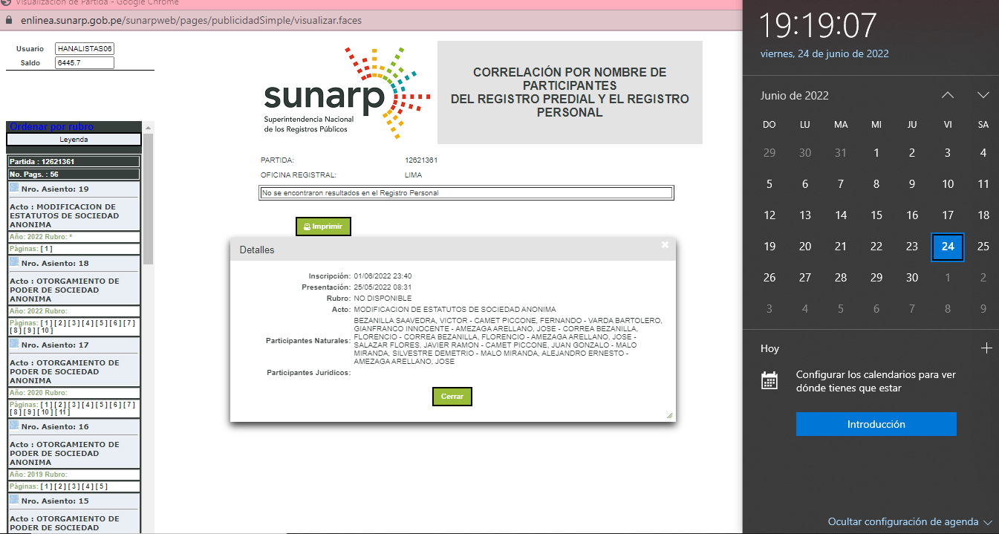 Visualización de Partida - Google Chrome
enlinea.sunarp.gob.pe/sunarpweb/pages/publicidadSimple/visualizar.faces
Usuario HANALISTAS06
Saldo 6445.7
Ordenar por rubro
Leyenda
Partida : 12621361
No. Pags. : 56
Nro. Asiento: 19
Acto : MODIFICACION DE
ESTATUTOS DE SOCIEDAD
ANONIMA
Año: 2022 Rubro: *
Páginas: [ 1 ]
Nro. Asiento: 18
Acto : OTORGAMIENTO DE
PODER DE SOCIEDAD
ANONIMA
Año: 2022 Rubro:
Páginas: [ 1 ] [ 2 ] [ 3 ] [ 4 ] [ 5 ] [ 6 ] [ 7 ]
[ 8 ] [ 9 ] [ 10 ]
Nro. Asiento: 17
Acto : OTORGAMIENTO DE
PODER DE SOCIEDAD
ANONIMA
Año: 2020 Rubro:
Páginas: [ 1 ] [ 2 ] [ 3 ] [ 4 ] [ 5 ] [ 6 ] [ 7 ]
[ 8 ] [ 9 ] [ 10 ] [ 11 ]
Nro. Asiento: 16
Acto : OTORGAMIENTO DE
PODER DE SOCIEDAD
ANONIMA
Año: 2019 Rubro:
Páginas: [ 1 ] [ 2 ] [ 3 ] [ 4 ] [ 5 ]
Nro. Asiento: 15
Acto : OTORGAMIENTO DE
PODER DE SOCIEDAD
sunarp
Superintendencia Nacional
de los Registros Públicos
CORRELACIÓN POR NOMBRE DE
PARTICIPANTES
DEL REGISTRO PREDIAL Y EL REGISTRO
PERSONAL
PARTIDA: 12621361
OFICINA REGISTRAL: LIMA
No se encontraron resultados en el Registro Personal
Imprimir
Detalles
Inscripción: 01/06/2022 23:40
Presentación: 25/05/2022 08:31
Rubro: NO DISPONIBLE
Acto: MODIFICACION DE ESTATUTOS DE SOCIEDAD ANONIMA
BEZANILLA SAAVEDRA, VICTOR - CAMET PICCONE, FERNANDO - VARDA BARTOLERO,
GIANFRANCO INNOCENTE - AMEZAGA ARELLANO, JOSE - CORREA BEZANILLA,
Participantes Naturales: FLORENCIO - CORREA BEZANILLA, FLORENCIO - AMEZAGA ARELLANO, JOSE -
SALAZAR FLORES, JAVIER RAMON - CAMET PICCONE, JUAN GONZALO - MALO
MIRANDA, SILVESTRE DEMETRIO - MALO MIRANDA, ALEJANDRO ERNESTO -
AMEZAGA ARELLANO, JOSE
Participantes Jurídicos:
Cerrar
19:19:07
viernes, 24 de junio de 2022
Junio de 2022
DO LU MA MI JU VI SA
29 30 31 1 2 3 4
5 6 7 8 9 10 11
12 13 14 15 16 17 18
19 20 21 22 23 24 25
26 27 28 29 30 1 2
3 4 5 6 7 8 9
Hoy
Configurar los calendarios para ver
dónde tienes que estar
Introducción
Ocultar configuración de agenda